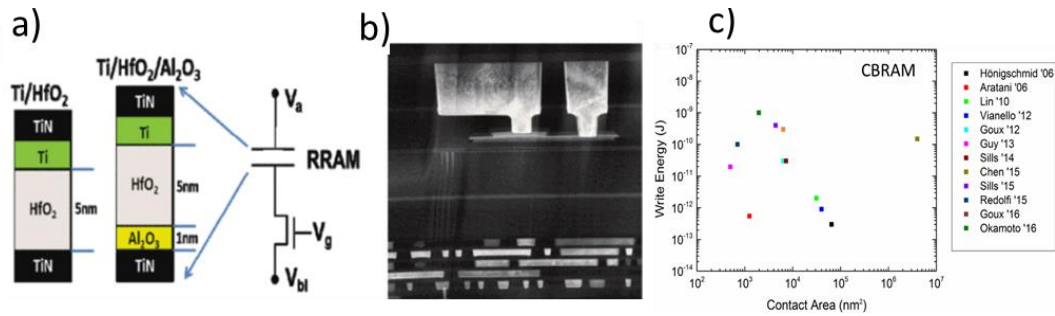 a)
Ti/HfO₂
TiN
Ti
HfO₂
5nm
TiN
Ti/HfO₂/Al₂O₃
TiN
Ti
HfO₂
5nm
Al₂O₃
1nm
TiN
Vₐ
RRAM
V_g
V_bl
b)
c)
Write Energy (J)
10⁻⁷
10⁻⁸
10⁻⁹
10⁻¹⁰
10⁻¹¹
10⁻¹²
10⁻¹³
10⁻¹⁴
CBRAM
10² 10³ 10⁴ 10⁵ 10⁶ 10⁷
Contact Area (nm²)
Hönigschmid '06
Aratani '06
Lin '10
Vianello '12
Goux '12
Guy '13
Sills '14
Chen '15
Sills '15
Redolfi '15
Goux '16
Okamoto '16